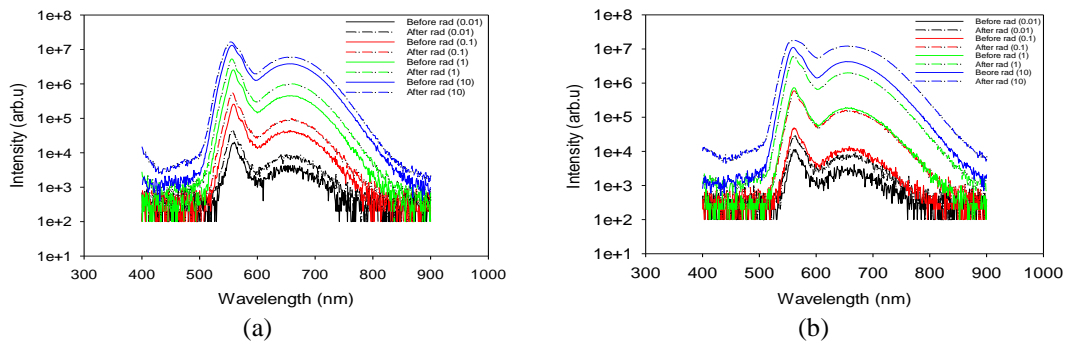 1e+8
1e+7
1e+6
1e+5
1e+4
1e+3
1e+2
1e+1
Intensity (arb.u)
Before rad (0.01)
After rad (0.01)
Before rad (0.1)
After rad (0.1)
Before rad (1)
After rad (1)
Before rad (10)
After rad (10)
300 400 500 600 700 800 900 1000
Wavelength (nm)
(a)
1e+8
1e+7
1e+6
1e+5
1e+4
1e+3
1e+2
1e+1
Intensity (arb.u)
Before rad (0.01)
After rad (0.01)
Before rad (0.1)
After rad (0.1)
Before rad (1)
After rad (1)
Beore rad (10)
After rad (10)
300 400 500 600 700 800 900 1000
Wavelength (nm)
(b)